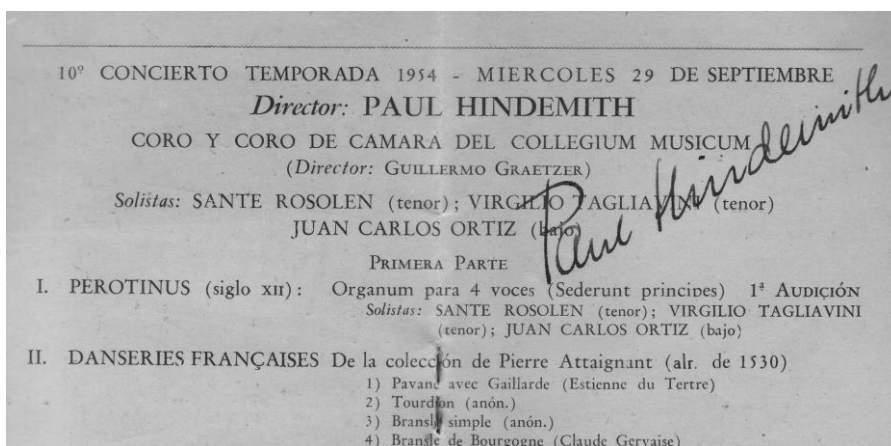 10º CONCIERTO TEMPORADA 1954 - MIERCOLES 29 DE SEPTIEMBRE
Director: PAUL HINDEMITH
CORO Y CORO DE CAMARA DEL COLLEGIUM MUSICUM
(Director: GUILLERMO GRAETZER)
Paul Hindemith
Solistas: SANTE ROSOLEN (tenor); VIRGILIO TAGLIAVINI (tenor)
JUAN CARLOS ORTIZ (bajo)
PRIMERA PARTE
I. PEROTINUS (siglo XII): Organum para 4 voces (Sederunt principes) 1ª AUDICIÓN
Solistas: SANTE ROSOLEN (tenor); VIRGILIO TAGLIAVINI
(tenor); JUAN CARLOS ORTIZ (bajo)
II. DANSERIES FRANÇAISES De la colección de Pierre Attaignant (alr. de 1530)
1) Pavane avec Gaillarde (Estienne du Tertre)
2) Tourdion (anón.)
3) Bransle simple (anón.)
4) Bransle de Bourgogne (Claude Gervaise)